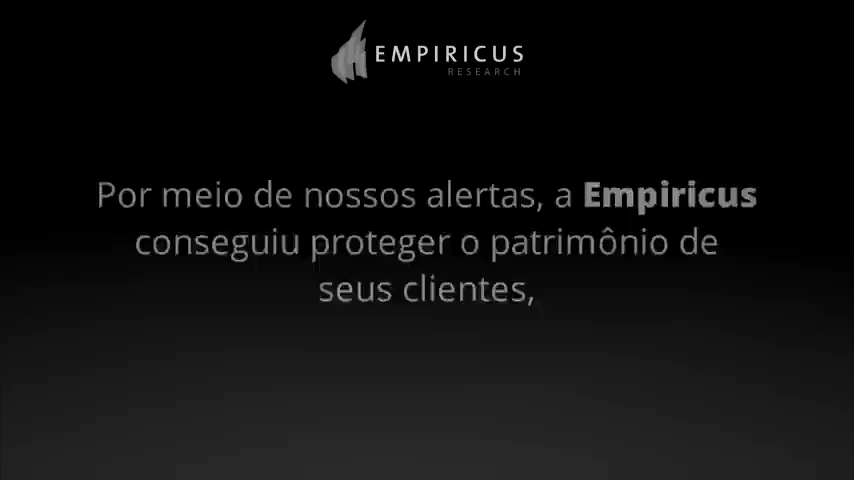 EMPIRICUS
RESEARCH
Por meio de nossos alertas, a Empiricus
conseguiu proteger o patrimônio de
seus clientes,